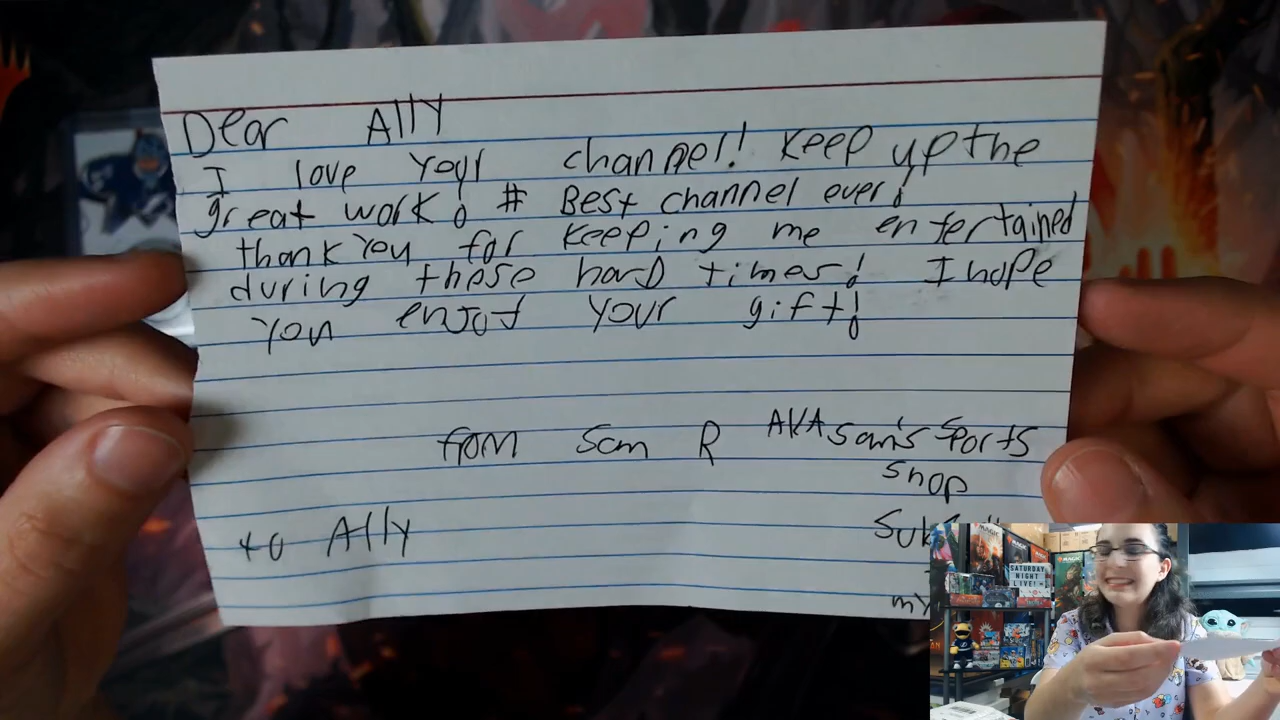 Dear Ally
I love your channel! Keep up the
great work! # Best channel ever!
thank you for keeping me entertained
during these hard times! I hope
you enjoy your gift!
from Sam R AKA Sam's Sports
Shop
to Ally
my
SATURDAY
NIGHT
LIVE!
MAGIC